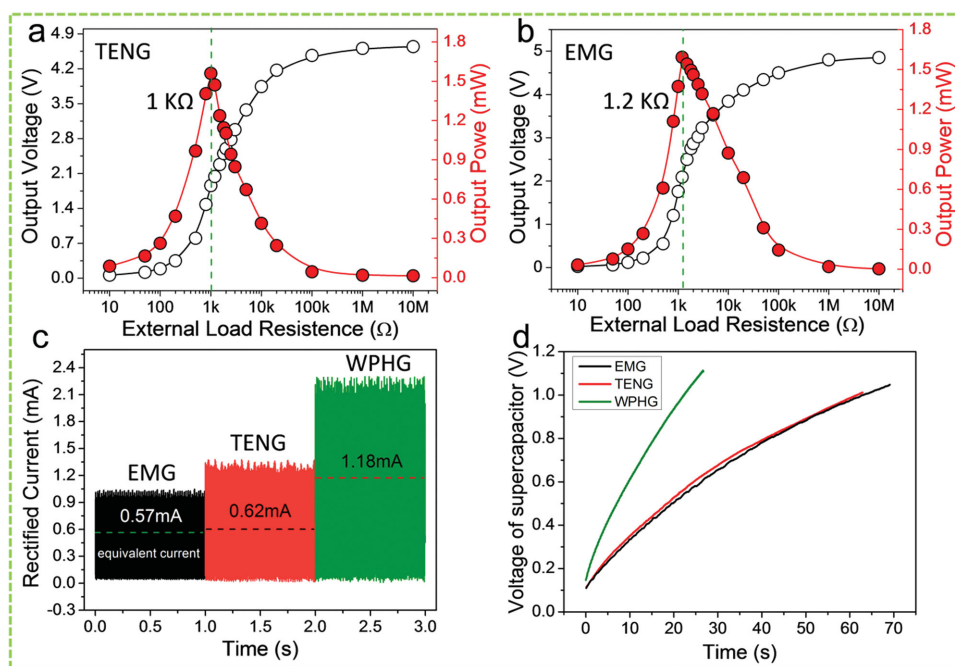 a
TENG
1 KΩ
4.9
4.2
3.5
2.8
2.1
1.4
0.7
0.0
Output Voltage (V)
1.8
1.5
1.2
0.9
0.6
0.3
0.0
Output Power (mW)
10 100 1k 10k 100k 1M 10M
External Load Resistence (Ω)
b
EMG
1.2 KΩ
5
4
3
2
1
0
Output Voltage (V)
1.8
1.5
1.2
0.9
0.6
0.3
0.0
Output Power (mW)
10 100 1k 10k 100k 1M 10M
External Load Resistence (Ω)
c
WPHG
TENG
EMG
1.18mA
0.62mA
0.57mA
equivalent current
2.4
2.1
1.8
1.5
1.2
0.9
0.6
0.3
0.0
-0.3
Rectified Current (mA)
0.0 0.5 1.0 1.5 2.0 2.5 3.0
Time (s)
d
EMG
TENG
WPHG
1.2
1.0
0.8
0.6
0.4
0.2
0.0
Voltage of supercapacitor (V)
0 10 20 30 40 50 60 70
Time (s)